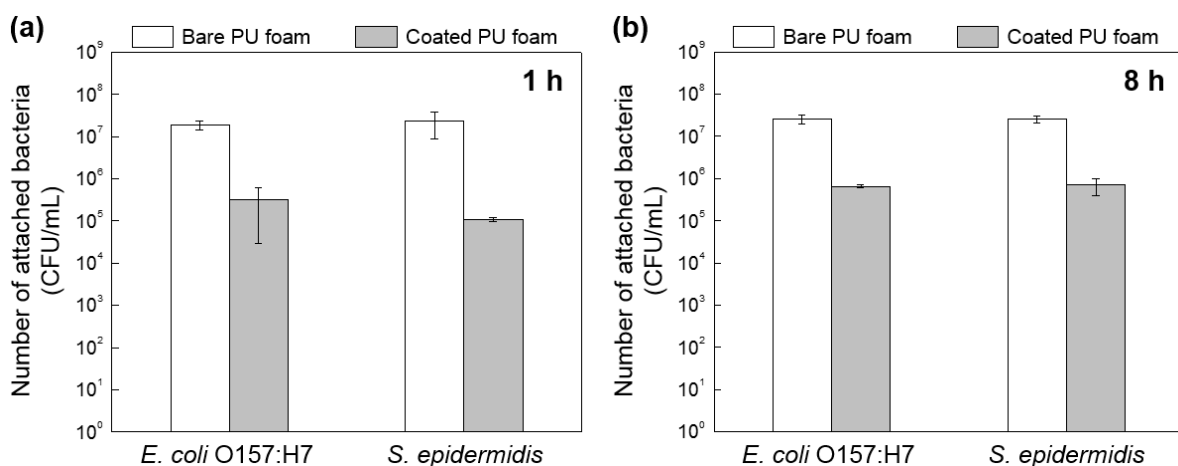 (a)
Bare PU foam
Coated PU foam
1 h
Number of attached bacteria
(CFU/mL)
10⁹
10⁸
10⁷
10⁶
10⁵
10⁴
10³
10²
10¹
10⁰
E. coli O157:H7
S. epidermidis
(b)
Bare PU foam
Coated PU foam
8 h
Number of attached bacteria
(CFU/mL)
10⁹
10⁸
10⁷
10⁶
10⁵
10⁴
10³
10²
10¹
10⁰
E. coli O157:H7
S. epidermidis